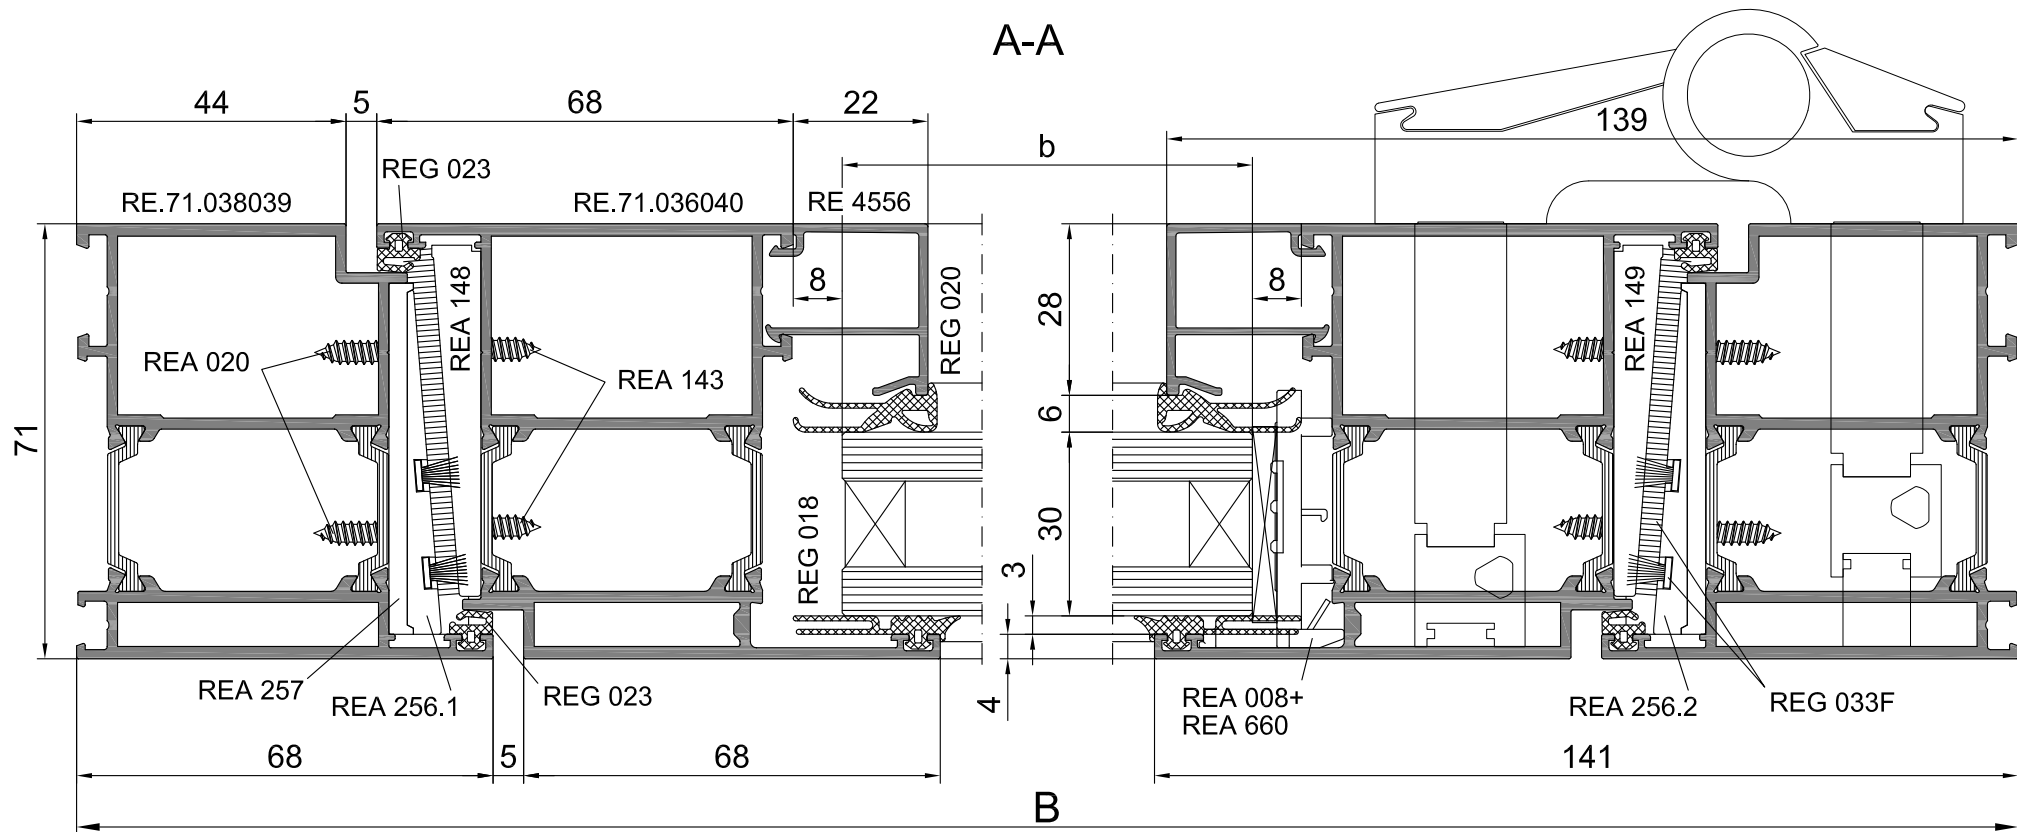 A-A
44
5
68
22
139
b
REG 023
RE.71.038039
RE.71.036040
RE 4556
8
8
REA 148
REG 020
28
REA 149
REA 020
REA 143
6
71
REG 018
30
3
REA 257
REA 256.1
REG 023
4
REA 008+
REA 660
REA 256.2
REG 033F
68
5
68
141
B